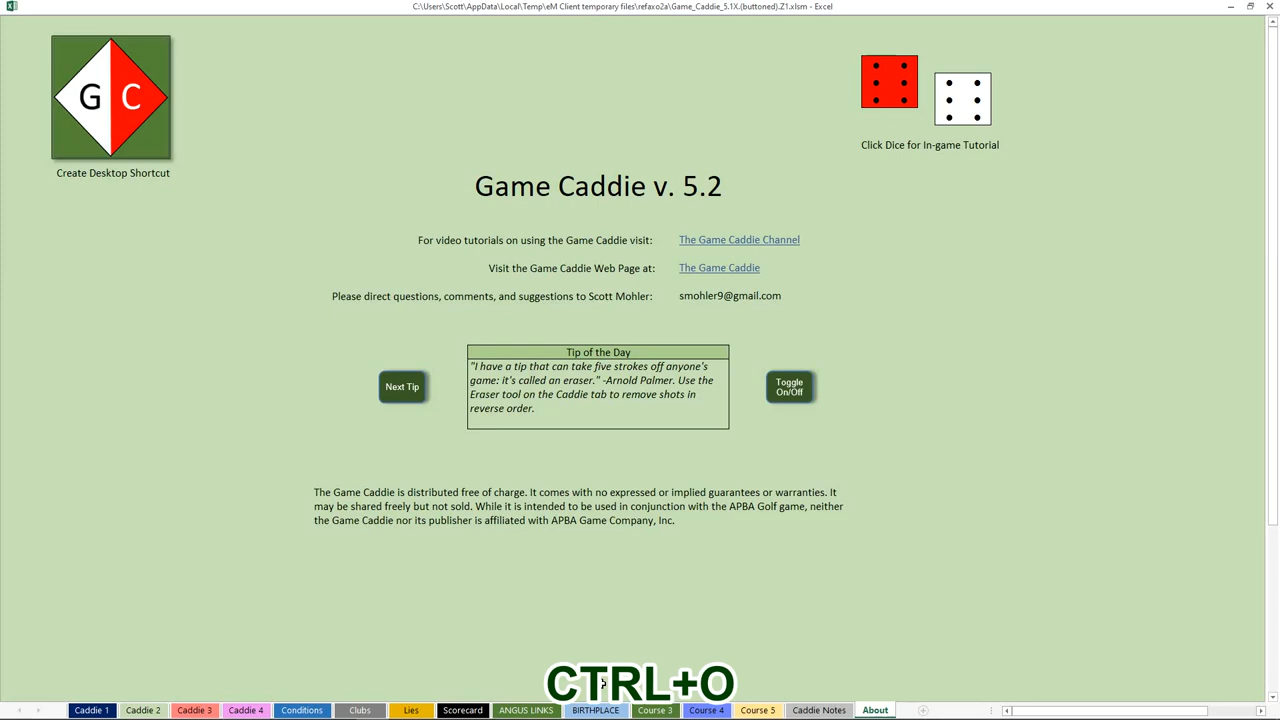 C:\Users\Scott\AppData\Local\Temp\eM Client temporary files\refaxo2a\Game_Caddie_5.1X.(buttoned).Z1.xlsm - Excel
G C
Create Desktop Shortcut
Click Dice for In-game Tutorial
Game Caddie v. 5.2
For video tutorials on using the Game Caddie visit: The Game Caddie Channel
Visit the Game Caddie Web Page at: The Game Caddie
Please direct questions, comments, and suggestions to Scott Mohler: smohler9@gmail.com
Tip of the Day
"I have a tip that can take five strokes off anyone's
game: it's called an eraser." -Arnold Palmer. Use the
Eraser tool on the Caddie tab to remove shots in
reverse order.
Next Tip
Toggle
On/Off
The Game Caddie is distributed free of charge. It comes with no expressed or implied guarantees or warranties. It
may be shared freely but not sold. While it is intended to be used in conjunction with the APBA Golf game, neither
the Game Caddie nor its publisher is affiliated with APBA Game Company, Inc.
CTRL+O
Caddie 1 Caddie 2 Caddie 3 Caddie 4 Conditions Clubs Lies Scorecard ANGUS LINKS BIRTHPLACE Course 3 Course 4 Course 5 Caddie Notes About